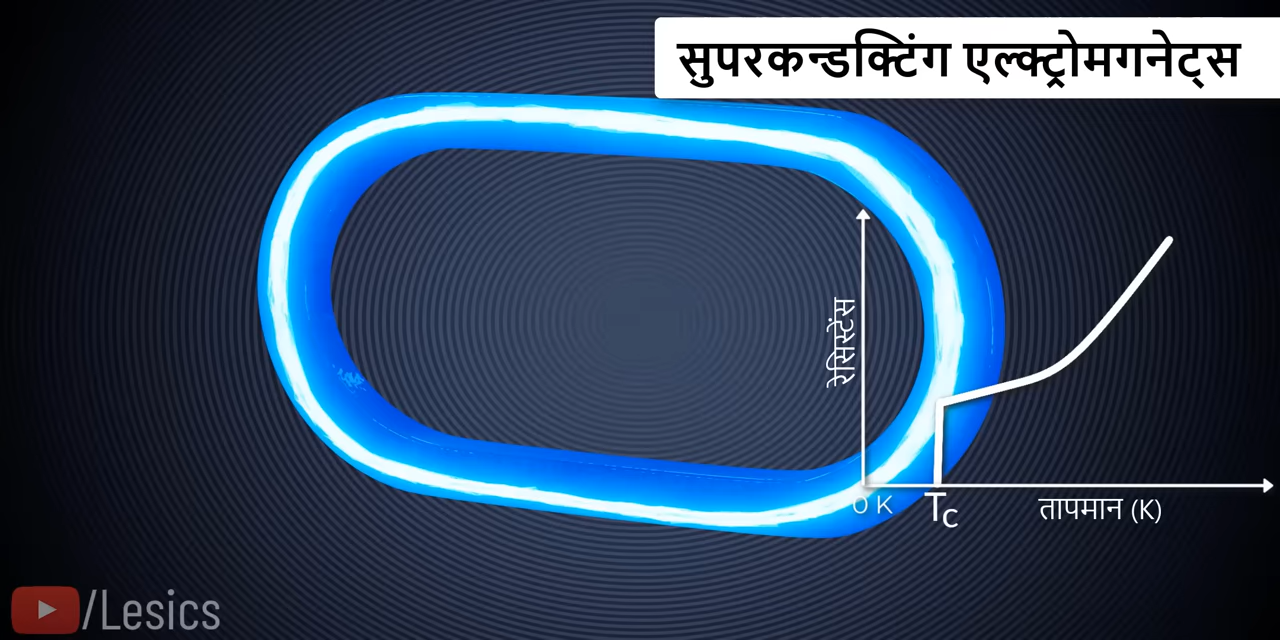 सुपरकन्डक्टिंग एल्क्ट्रोमगनेट्स
रेसिस्टेंस
0 K
Tc
तापमान (K)
/Lesics